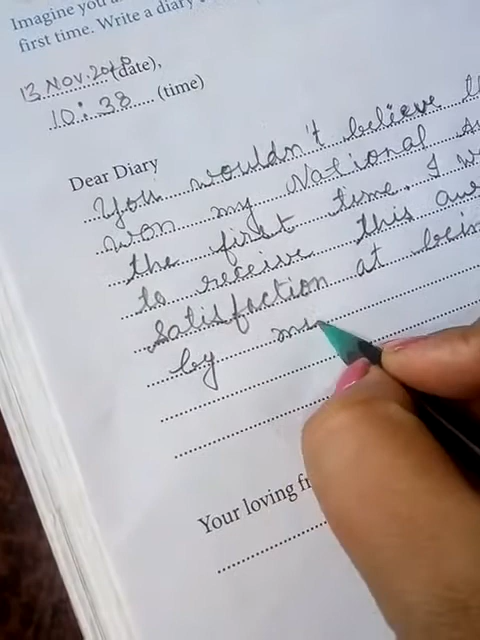 Imagine you a
first time. Write a diary
13 Nov. 2018 (date),
10:38 (time)
Dear Diary
You wouldn't believe
won my National
the first time. I
to receive this
satisfaction at
by
Your loving